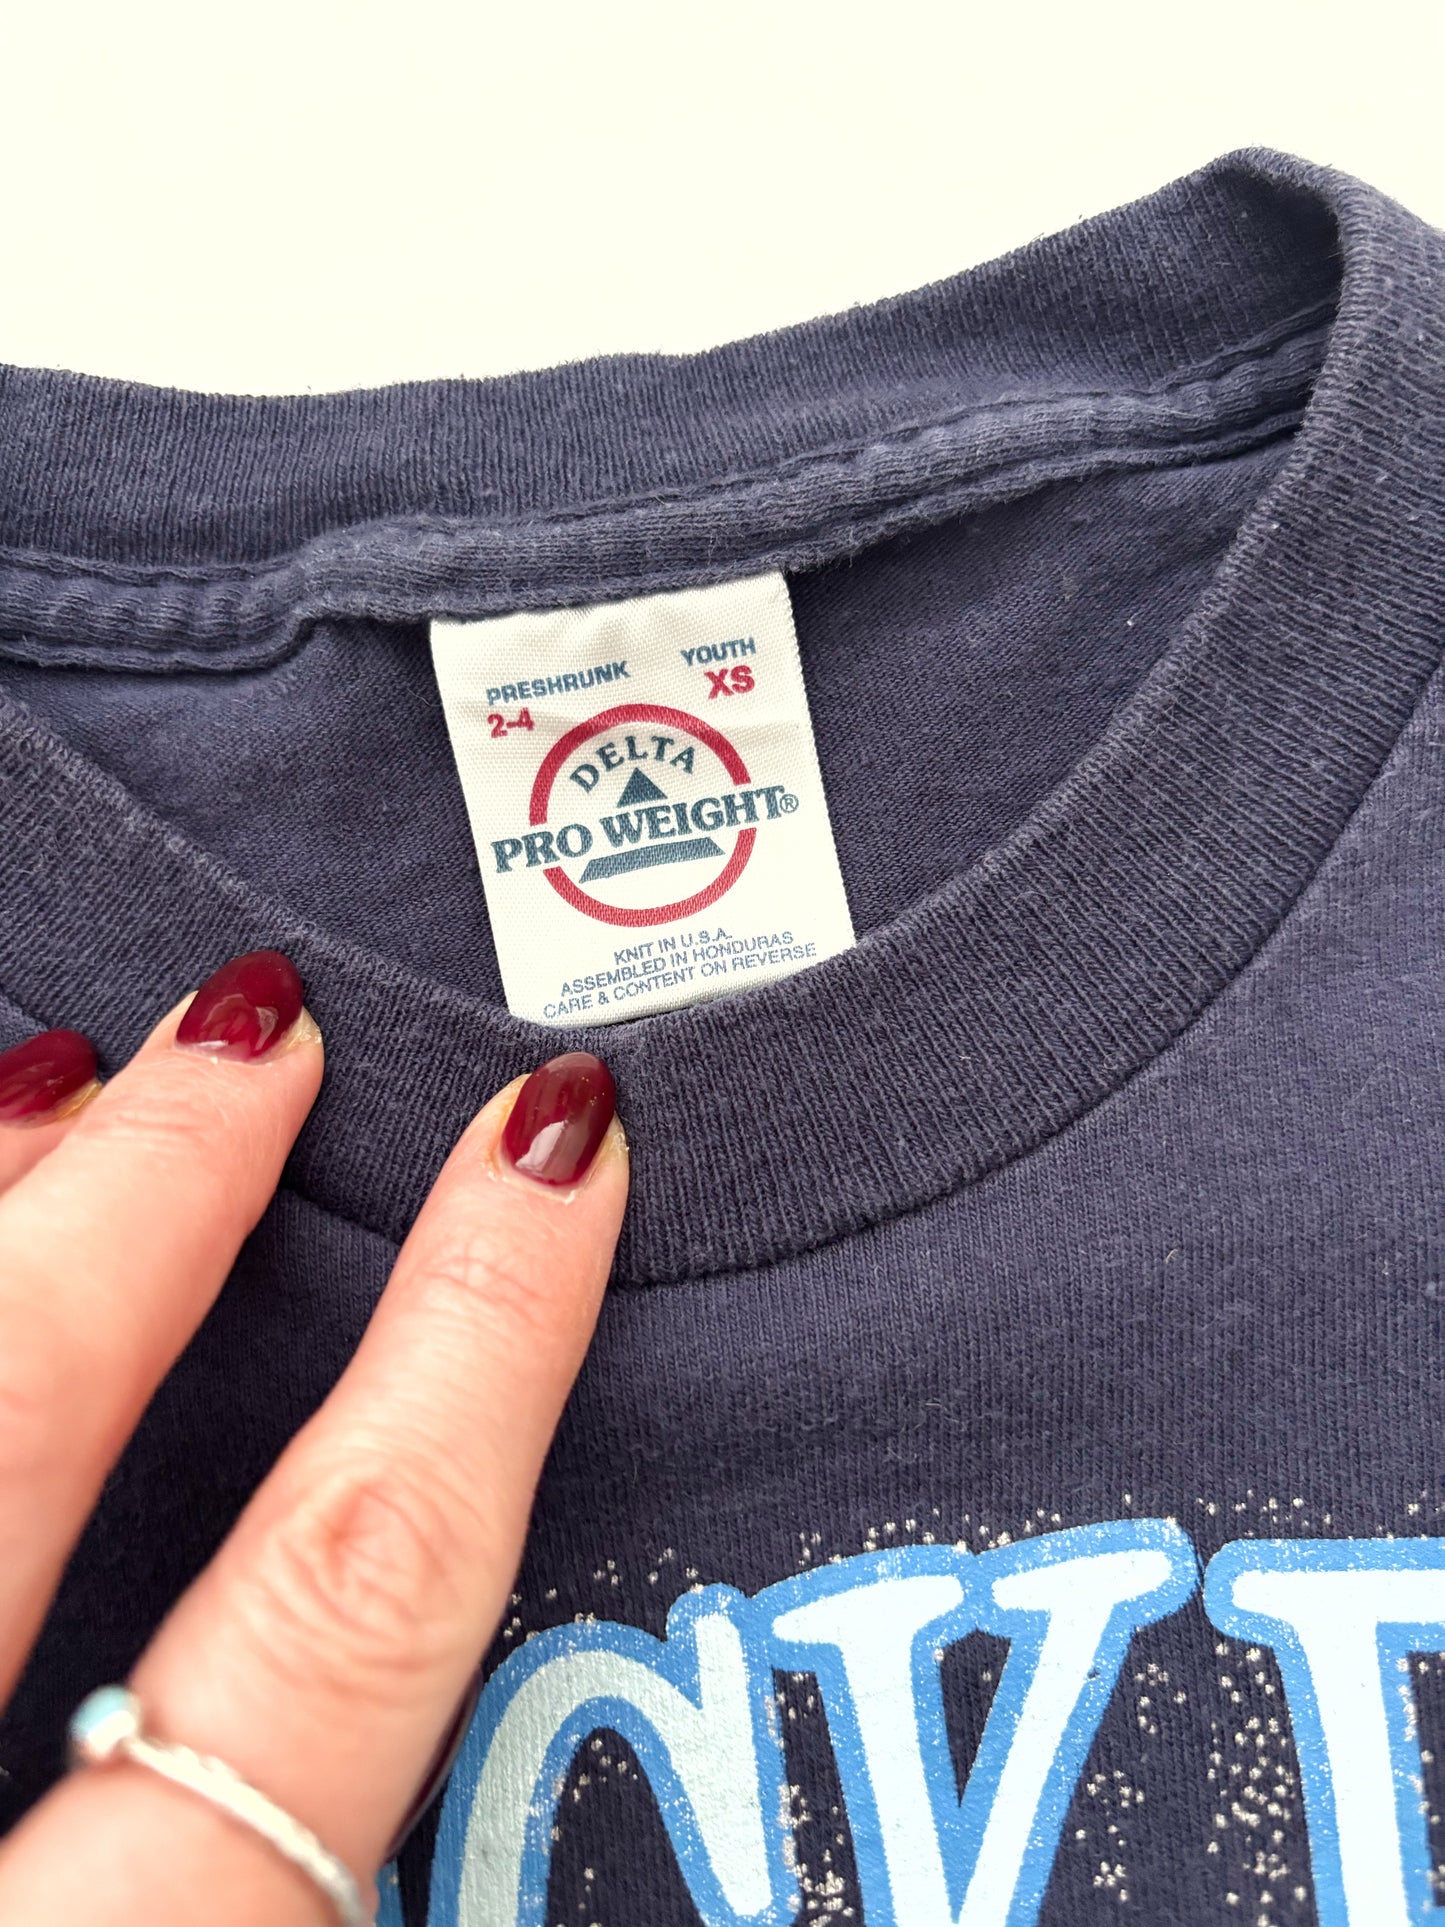 PRESHRUNK YOUTH
2-4 XS
DELTA
PRO WEIGHT®
KNIT IN U.S.A.
ASSEMBLED IN HONDURAS
CARE & CONTENT ON REVERSE